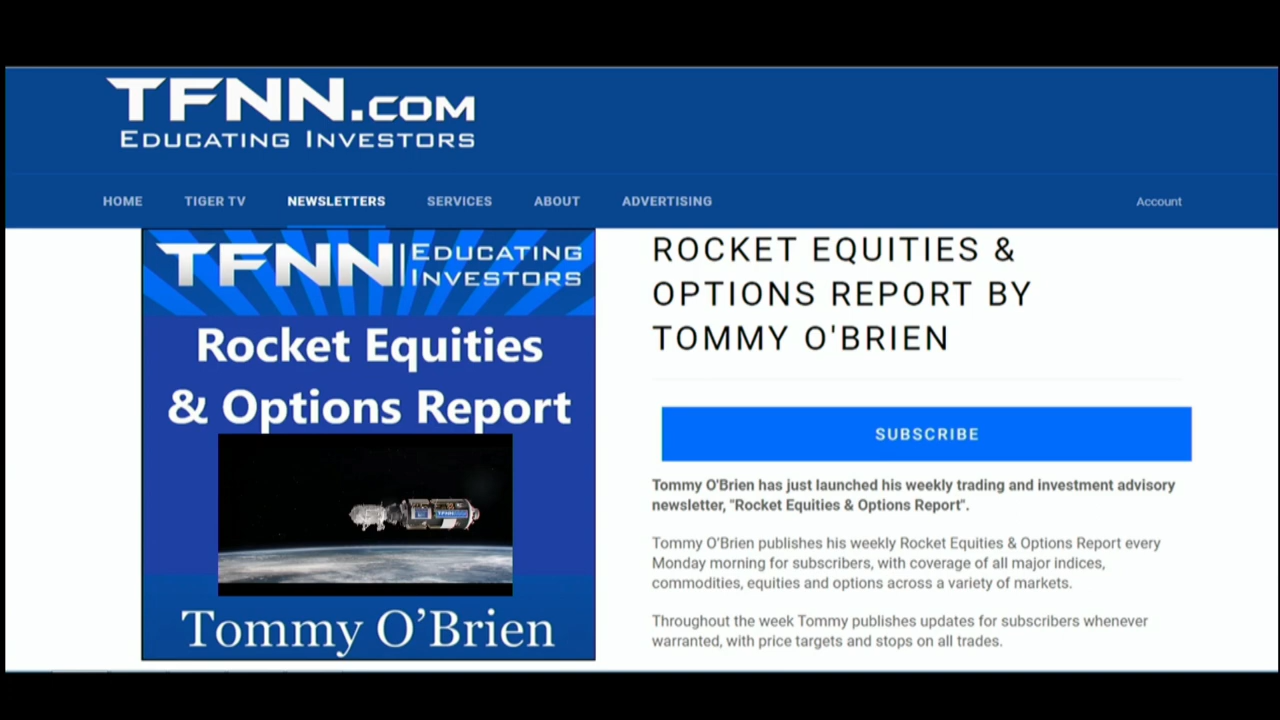 TFNN.COM
EDUCATING INVESTORS
HOME TIGER TV NEWSLETTERS SERVICES ABOUT ADVERTISING Account
TFNN EDUCATING
INVESTORS
Rocket Equities
& Options Report
TFNN
Tommy O’Brien
ROCKET EQUITIES &
OPTIONS REPORT BY
TOMMY O'BRIEN
SUBSCRIBE
Tommy O'Brien has just launched his weekly trading and investment advisory
newsletter, "Rocket Equities & Options Report".
Tommy O'Brien publishes his weekly Rocket Equities & Options Report every
Monday morning for subscribers, with coverage of all major indices,
commodities, equities and options across a variety of markets.
Throughout the week Tommy publishes updates for subscribers whenever
warranted, with price targets and stops on all trades.